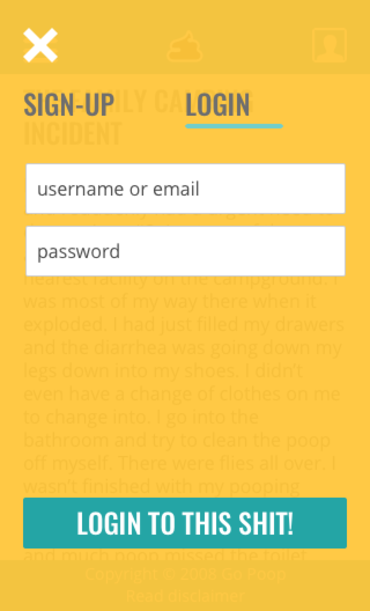 SIGN-UP LOGIN
INCIDENT
username or email
password
nearest facility on the campground. I
was most of my way there when it
exploded. I had just filled my drawers
and the diarrhea was going down my
legs down into my shoes. I didn't
even have a change of clothes on me
to change into. I go into the
bathroom and try to clean the poop
off myself. There were flies all over. I
wasn't finished with my pooping
LOGIN TO THIS SHIT!
and much poop missed the toilet
Copyright © 2008 Go Poop
Read disclaimer